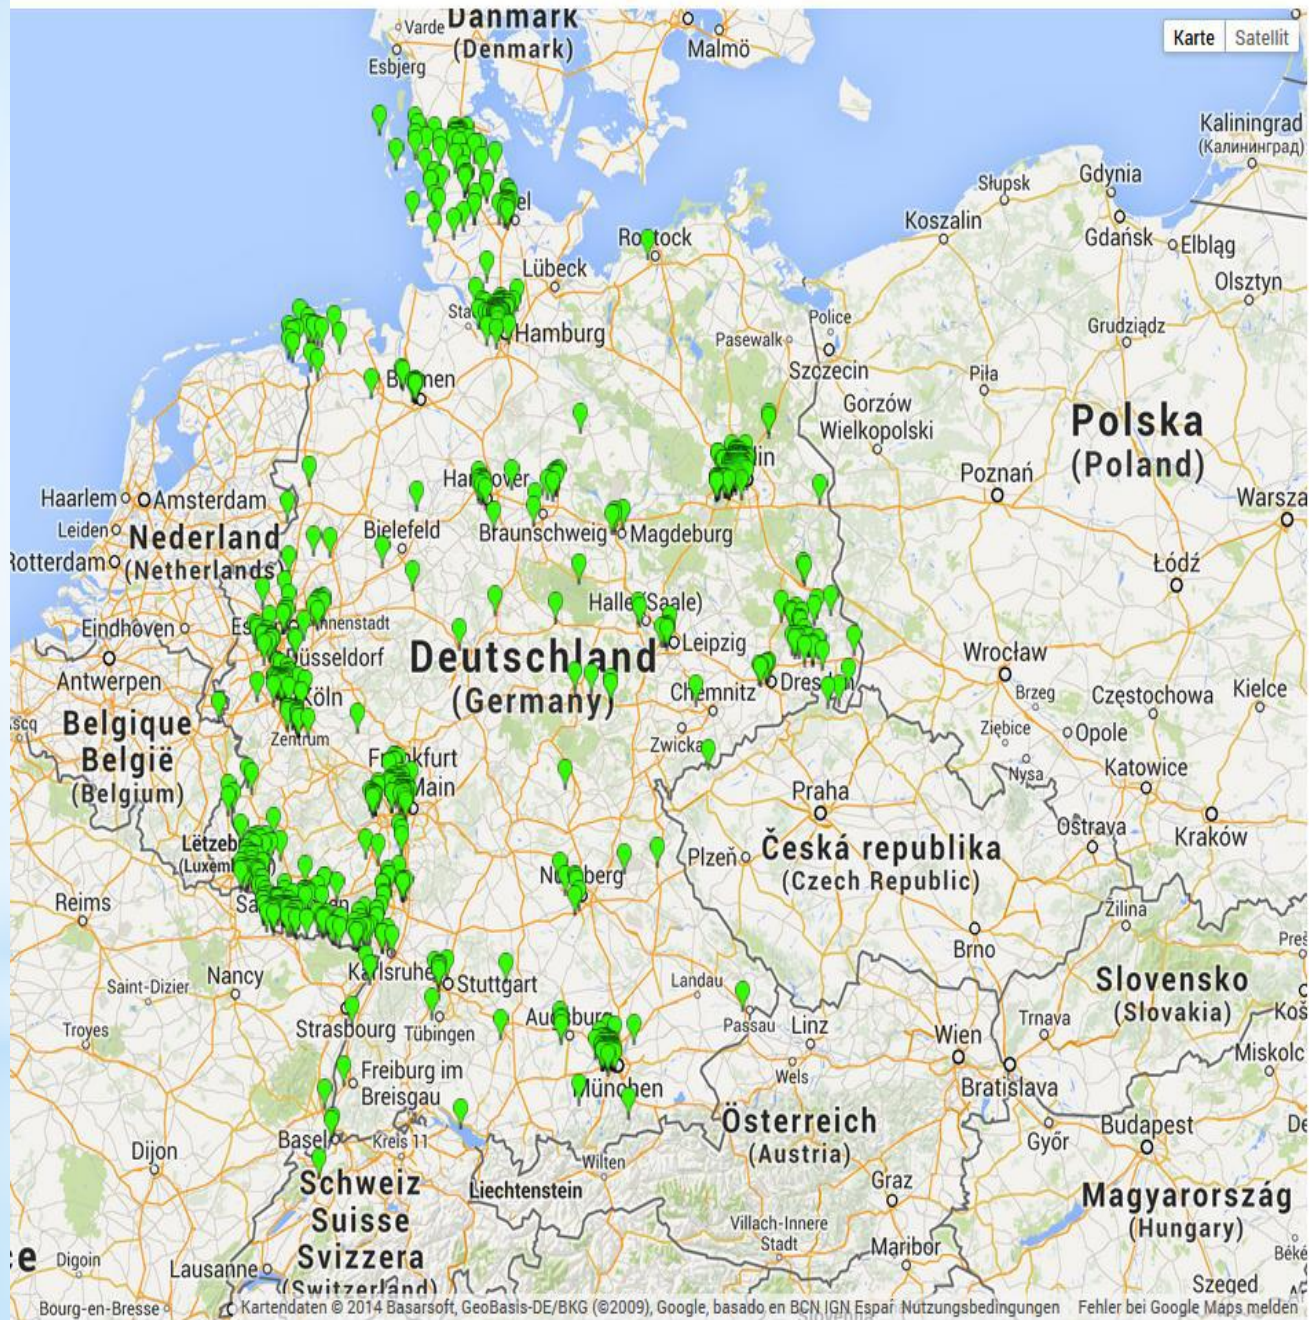 Danmark
(Denmark)
Varde
Esbjerg
Malmö
Karte
Satellit
Kaliningrad
(Калининград)
Gdynia
Słupsk
Koszalin
Gdańsk
Elbląg
Olsztyn
Lübeck
Hamburg
Police
Pasewalk
Szczecin
Grudziądz
Piła
Gorzów
Wielkopolski
Polska
(Poland)
Poznań
Warsza
Haarlem
Amsterdam
Leiden
Nederland
Rotterdam
(Netherlands)
Bielefeld
Braunschweig
Magdeburg
Łódź
Eindhoven
Halle (Saale)
Leipzig
Düsseldorf
Deutschland
(Germany)
Antwerpen
Köln
Chemnitz
Wrocław
Brzeg
Częstochowa
Kielce
Belgique
België
(Belgium)
Zentrum
Ziębice
Opole
Nysa
Katowice
Main
Praha
Ostrava
Kraków
Plzeň
Česká republika
(Czech Republic)
Reims
Žilina
Brno
Nancy
Saint-Dizier
Karlsruhe
Stuttgart
Landau
Slovensko
(Slovakia)
Troyes
Strasbourg
Tübingen
Passau
Linz
Wien
Trnava
Miskolc
Wels
Bratislava
Freiburg im
Breisgau
München
Österreich
(Austria)
Győr
Budapest
Dijon
Basel
Kreis 11
Wilten
Schweiz
Suisse
Svizzera
(Switzerland)
Liechtenstein
Graz
Magyarország
(Hungary)
Villach-Innere
Stadt
Maribor
Digoin
Lausanne
Szeged
Bourg-en-Bresse
Kartendaten © 2014 Basarsoft, GeoBasis-DE/BKG (©2009), Google, basado en BCN IGN Españ
Nutzungsbedingungen
Fehler bei Google Maps melden